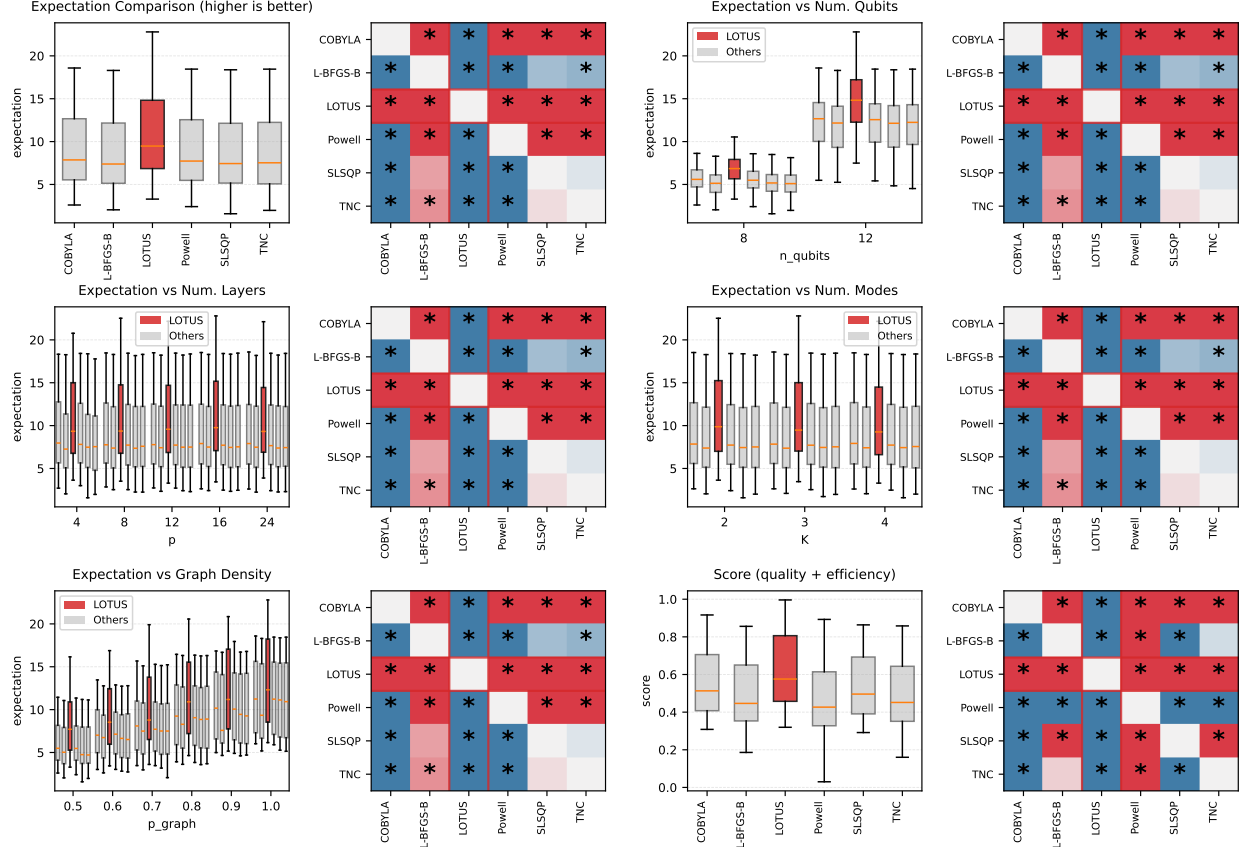 Expectation Comparison (higher is better)
expectation
20
15
10
5
COBYLA
L-BFGS-B
LOTUS
Powell
SLSQP
TNC
COBYLA
L-BFGS-B
LOTUS
Powell
SLSQP
TNC
* * * * *
* * * *
* * * * *
* * * * *
* * *
* * * *
COBYLA
L-BFGS-B
LOTUS
Powell
SLSQP
TNC
Expectation vs Num. Qubits
LOTUS
Others
expectation
20
15
10
5
8
12
n_qubits
COBYLA
L-BFGS-B
LOTUS
Powell
SLSQP
TNC
* * * * *
* * * *
* * * * *
* * * * *
* * *
* * * *
COBYLA
L-BFGS-B
LOTUS
Powell
SLSQP
TNC
Expectation vs Num. Layers
LOTUS
Others
expectation
20
15
10
5
4
8
12
16
24
p
COBYLA
L-BFGS-B
LOTUS
Powell
SLSQP
TNC
* * * * *
* * * *
* * * * *
* * * * *
* * *
* * * *
COBYLA
L-BFGS-B
LOTUS
Powell
SLSQP
TNC
Expectation vs Num. Modes
LOTUS
Others
expectation
20
15
10
5
2
3
4
K
COBYLA
L-BFGS-B
LOTUS
Powell
SLSQP
TNC
* * * * *
* * * *
* * * * *
* * * * *
* * *
* * * *
COBYLA
L-BFGS-B
LOTUS
Powell
SLSQP
TNC
Expectation vs Graph Density
LOTUS
Others
expectation
20
15
10
5
0.5
0.6
0.7
0.8
0.9
1.0
p_graph
COBYLA
L-BFGS-B
LOTUS
Powell
SLSQP
TNC
* * * * *
* * * *
* * * * *
* * * * *
* * *
* * * *
COBYLA
L-BFGS-B
LOTUS
Powell
SLSQP
TNC
Score (quality + efficiency)
score
1.0
0.8
0.6
0.4
0.2
0.0
COBYLA
L-BFGS-B
LOTUS
Powell
SLSQP
TNC
COBYLA
L-BFGS-B
LOTUS
Powell
SLSQP
TNC
* * * * *
* * * *
* * * * *
* * * * *
* * * * *
* * * *
COBYLA
L-BFGS-B
LOTUS
Powell
SLSQP
TNC